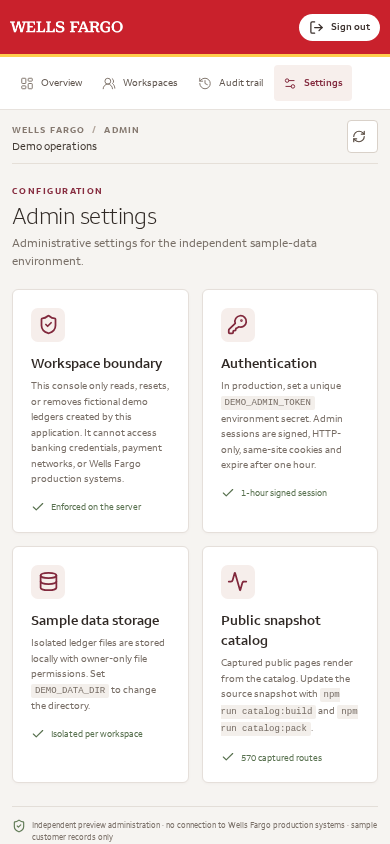 WELLS FARGO
Sign out
Overview
Workspaces
Audit trail
Settings
WELLS FARGO / ADMIN
Demo operations
CONFIGURATION
Admin settings
Administrative settings for the independent sample-data
environment.
Workspace boundary
This console only reads, resets,
or removes fictional demo
ledgers created by this
application. It cannot access
banking credentials, payment
networks, or Wells Fargo
production systems.
Enforced on the server
Authentication
In production, set a unique
DEMO_ADMIN_TOKEN
environment secret. Admin
sessions are signed, HTTP-
only, same-site cookies and
expire after one hour.
1-hour signed session
Sample data storage
Isolated ledger files are stored
locally with owner-only file
permissions. Set
DEMO_DATA_DIR to change
the directory.
Isolated per workspace
Public snapshot
catalog
Captured public pages render
from the catalog. Update the
source snapshot with npm
run catalog:build and npm
run catalog:pack.
570 captured routes
Independent preview administration · no connection to Wells Fargo production systems · sample
customer records only